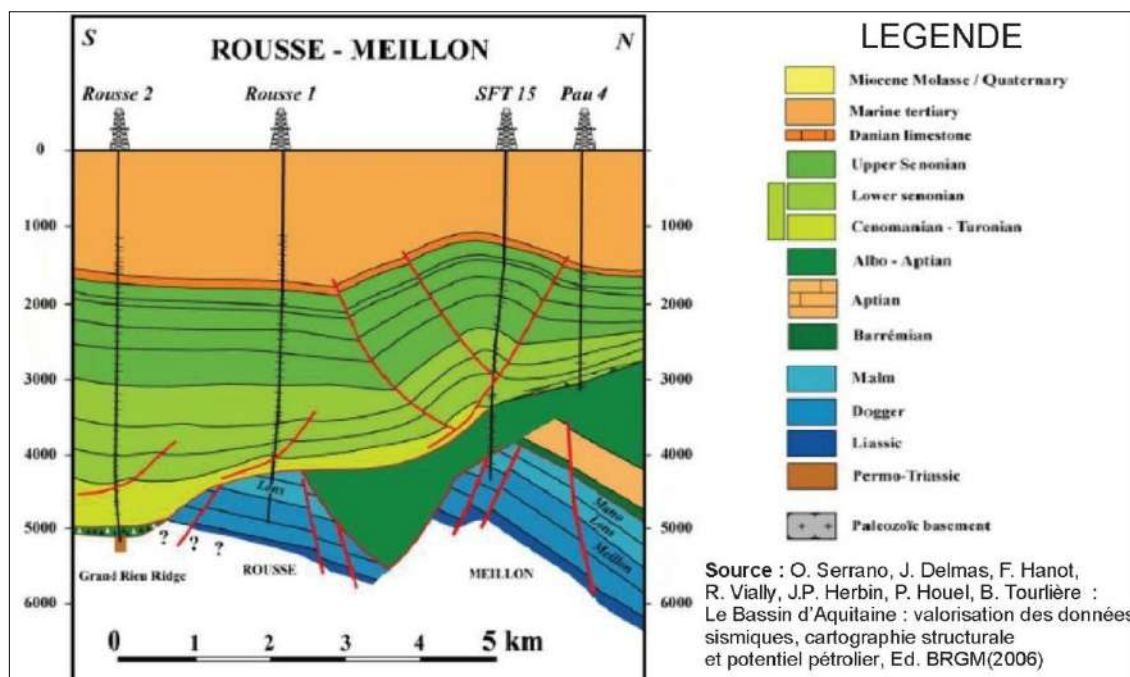 S
ROUSSE - MEILLON
N
Rousse 2
Rousse 1
SFT 15
Pau 4
0
1000
2000
3000
4000
5000
6000
0
1000
2000
3000
4000
5000
6000
Lons
? ? ?
Grand Rieu Ridge
ROUSSE
MEILLON
Mano
Lons
Meillon
0 1 2 3 4 5 km
LEGENDE
Miocene Molasse / Quaternary
Marine tertiary
Danian limestone
Upper Senonian
Lower senonian
Cenomanian - Turonian
Albo - Aptian
Aptian
Barrémian
Malm
Dogger
Liassic
Permo-Triassic
Paleozoïc basement
Source : O. Serrano, J. Delmas, F. Hanot,
R. Vially, J.P. Herbin, P. Houel, B. Tourlière :
Le Bassin d'Aquitaine : valorisation des données
sismiques, cartographie structurale
et potentiel pétrolier, Ed. BRGM(2006)